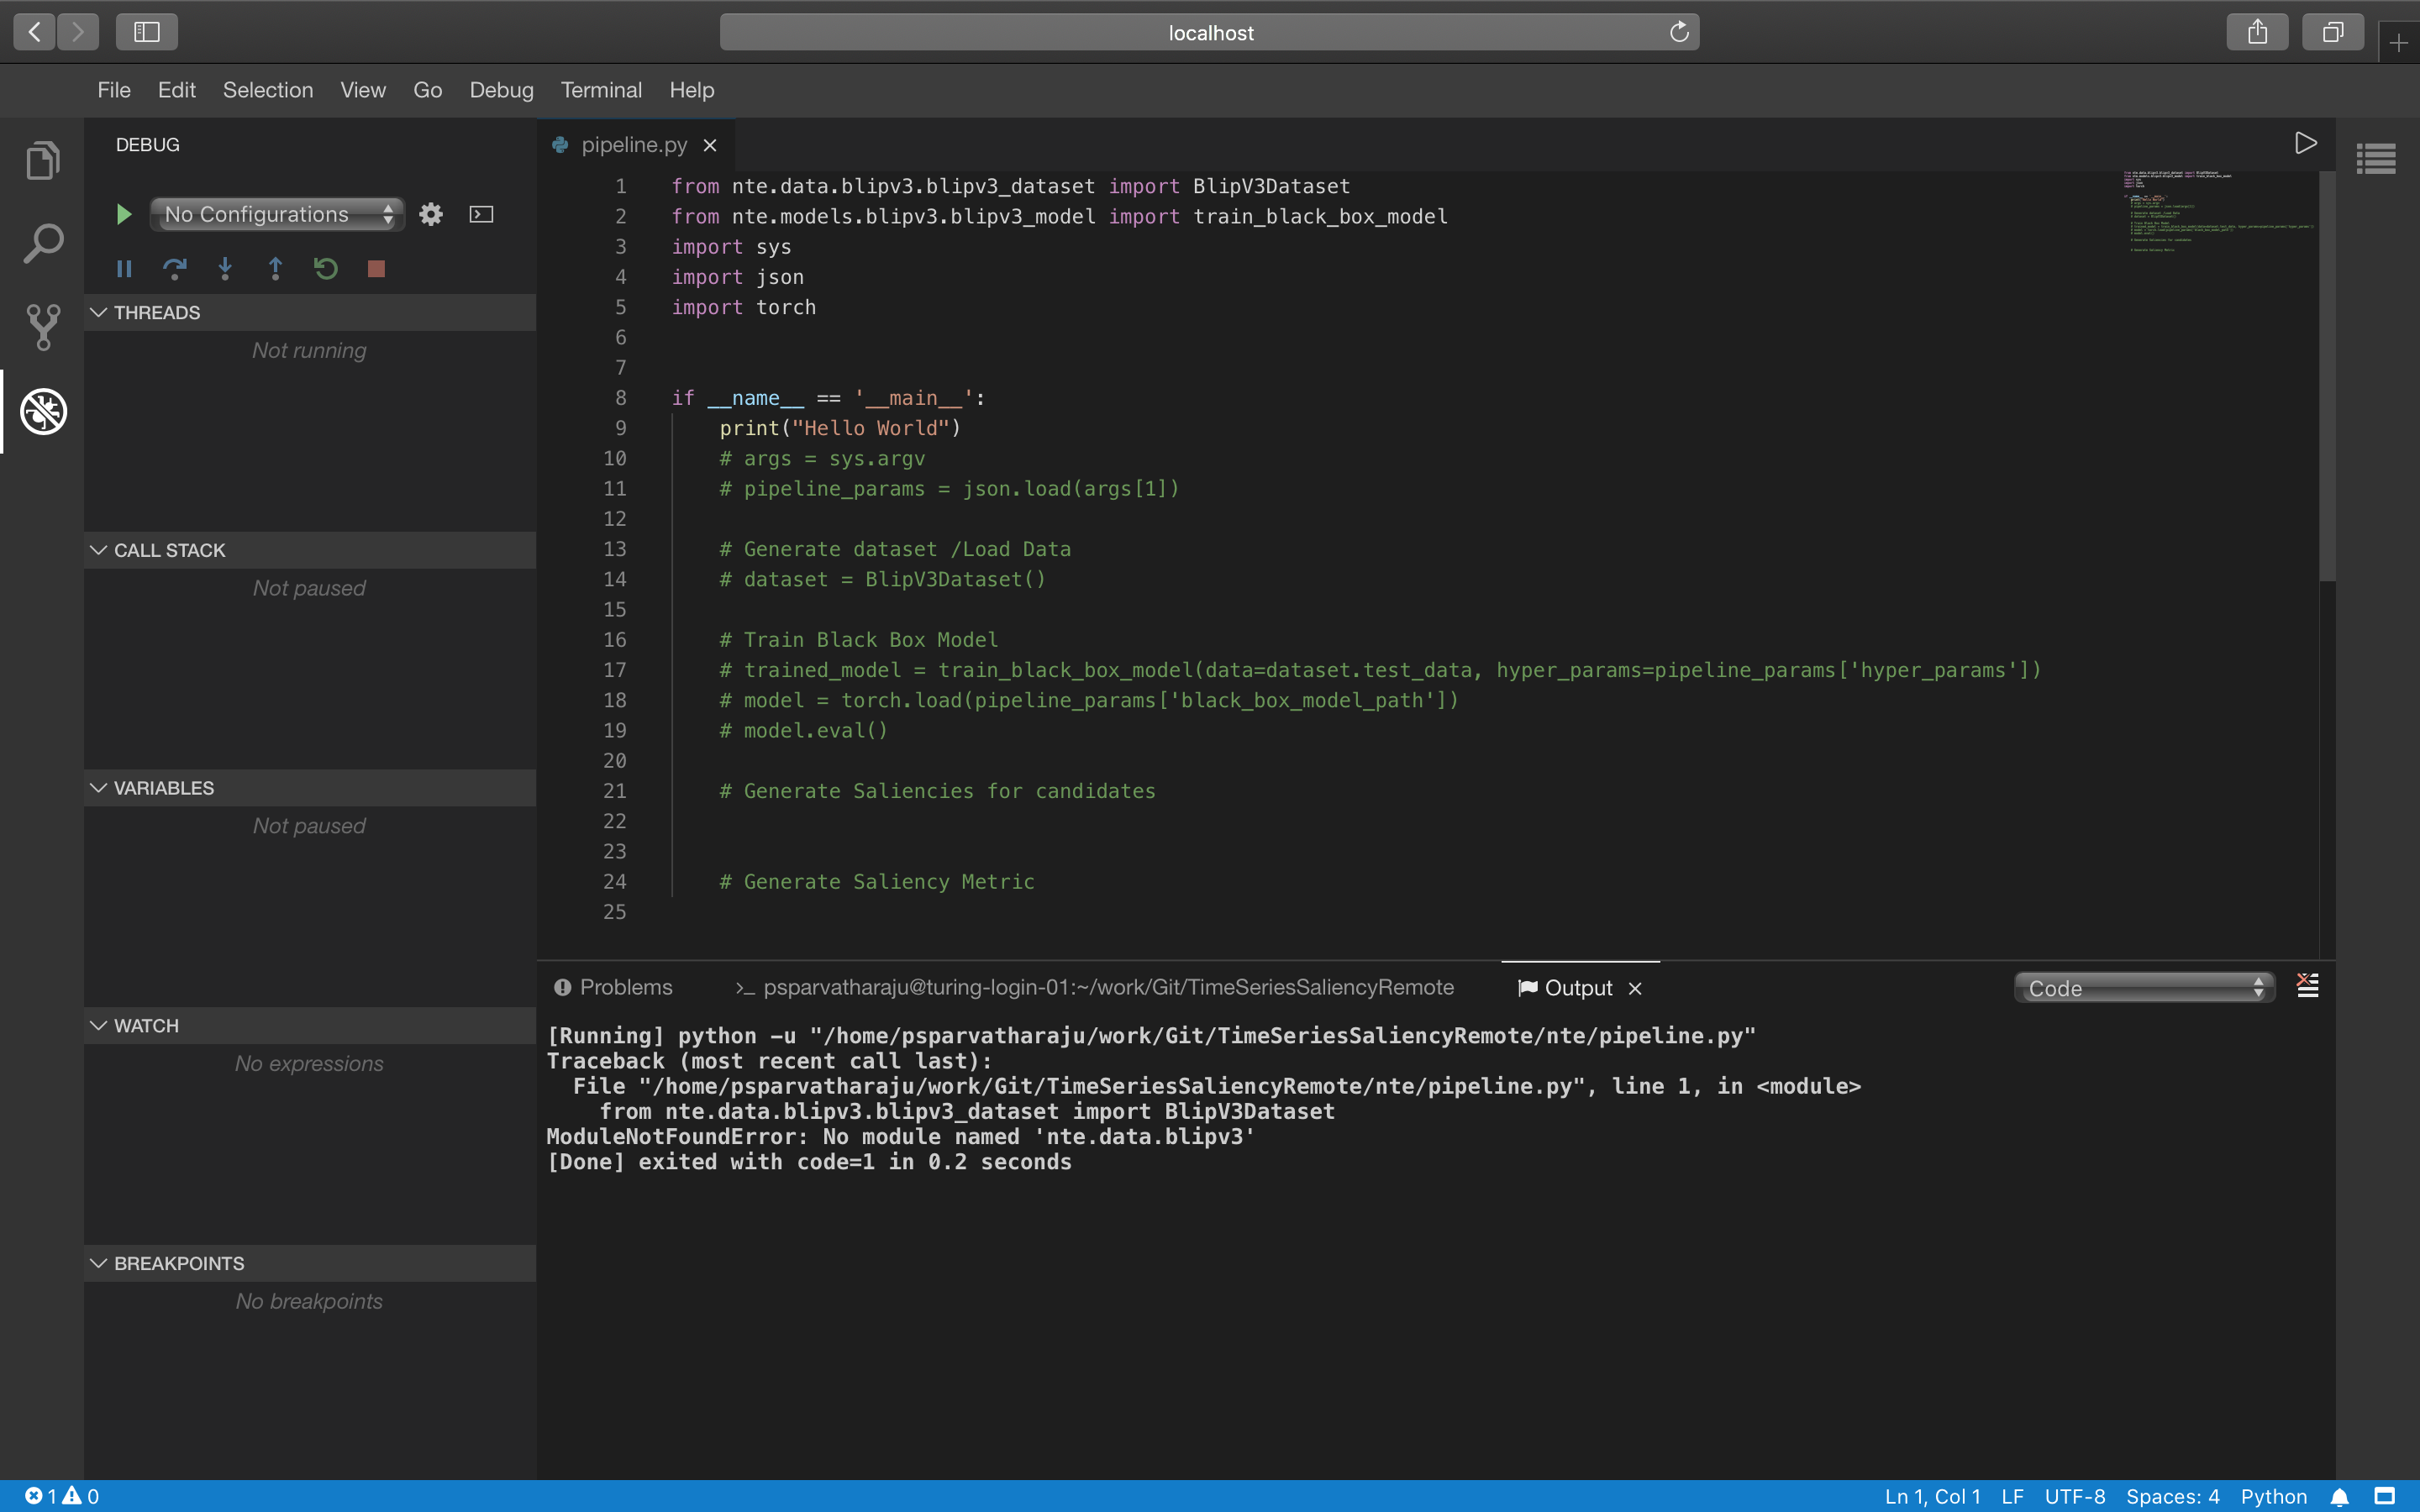 localhost
File Edit Selection View Go Debug Terminal Help
DEBUG
No Configurations
THREADS
Not running
CALL STACK
Not paused
VARIABLES
Not paused
WATCH
No expressions
BREAKPOINTS
No breakpoints
pipeline.py
1 from nte.data.blipv3.blipv3_dataset import BlipV3Dataset
2 from nte.models.blipv3.blipv3_model import train_black_box_model
3 import sys
4 import json
5 import torch
6
7
8 if __name__ == '__main__':
9 print("Hello World")
10 # args = sys.argv
11 # pipeline_params = json.load(args[1])
12
13 # Generate dataset /Load Data
14 # dataset = BlipV3Dataset()
15
16 # Train Black Box Model
17 # trained_model = train_black_box_model(data=dataset.test_data, hyper_params=pipeline_params['hyper_params'])
18 # model = torch.load(pipeline_params['black_box_model_path'])
19 # model.eval()
20
21 # Generate Saliencies for candidates
22
23
24 # Generate Saliency Metric
25
Problems >_ psparvatharaju@turing-login-01:~/work/Git/TimeSeriesSaliencyRemote Output
Code
[Running] python -u "/home/psparvatharaju/work/Git/TimeSeriesSaliencyRemote/nte/pipeline.py"
Traceback (most recent call last):
File "/home/psparvatharaju/work/Git/TimeSeriesSaliencyRemote/nte/pipeline.py", line 1, in <module>
from nte.data.blipv3.blipv3_dataset import BlipV3Dataset
ModuleNotFoundError: No module named 'nte.data.blipv3'
[Done] exited with code=1 in 0.2 seconds
1 0
Ln 1, Col 1 LF UTF-8 Spaces: 4 Python